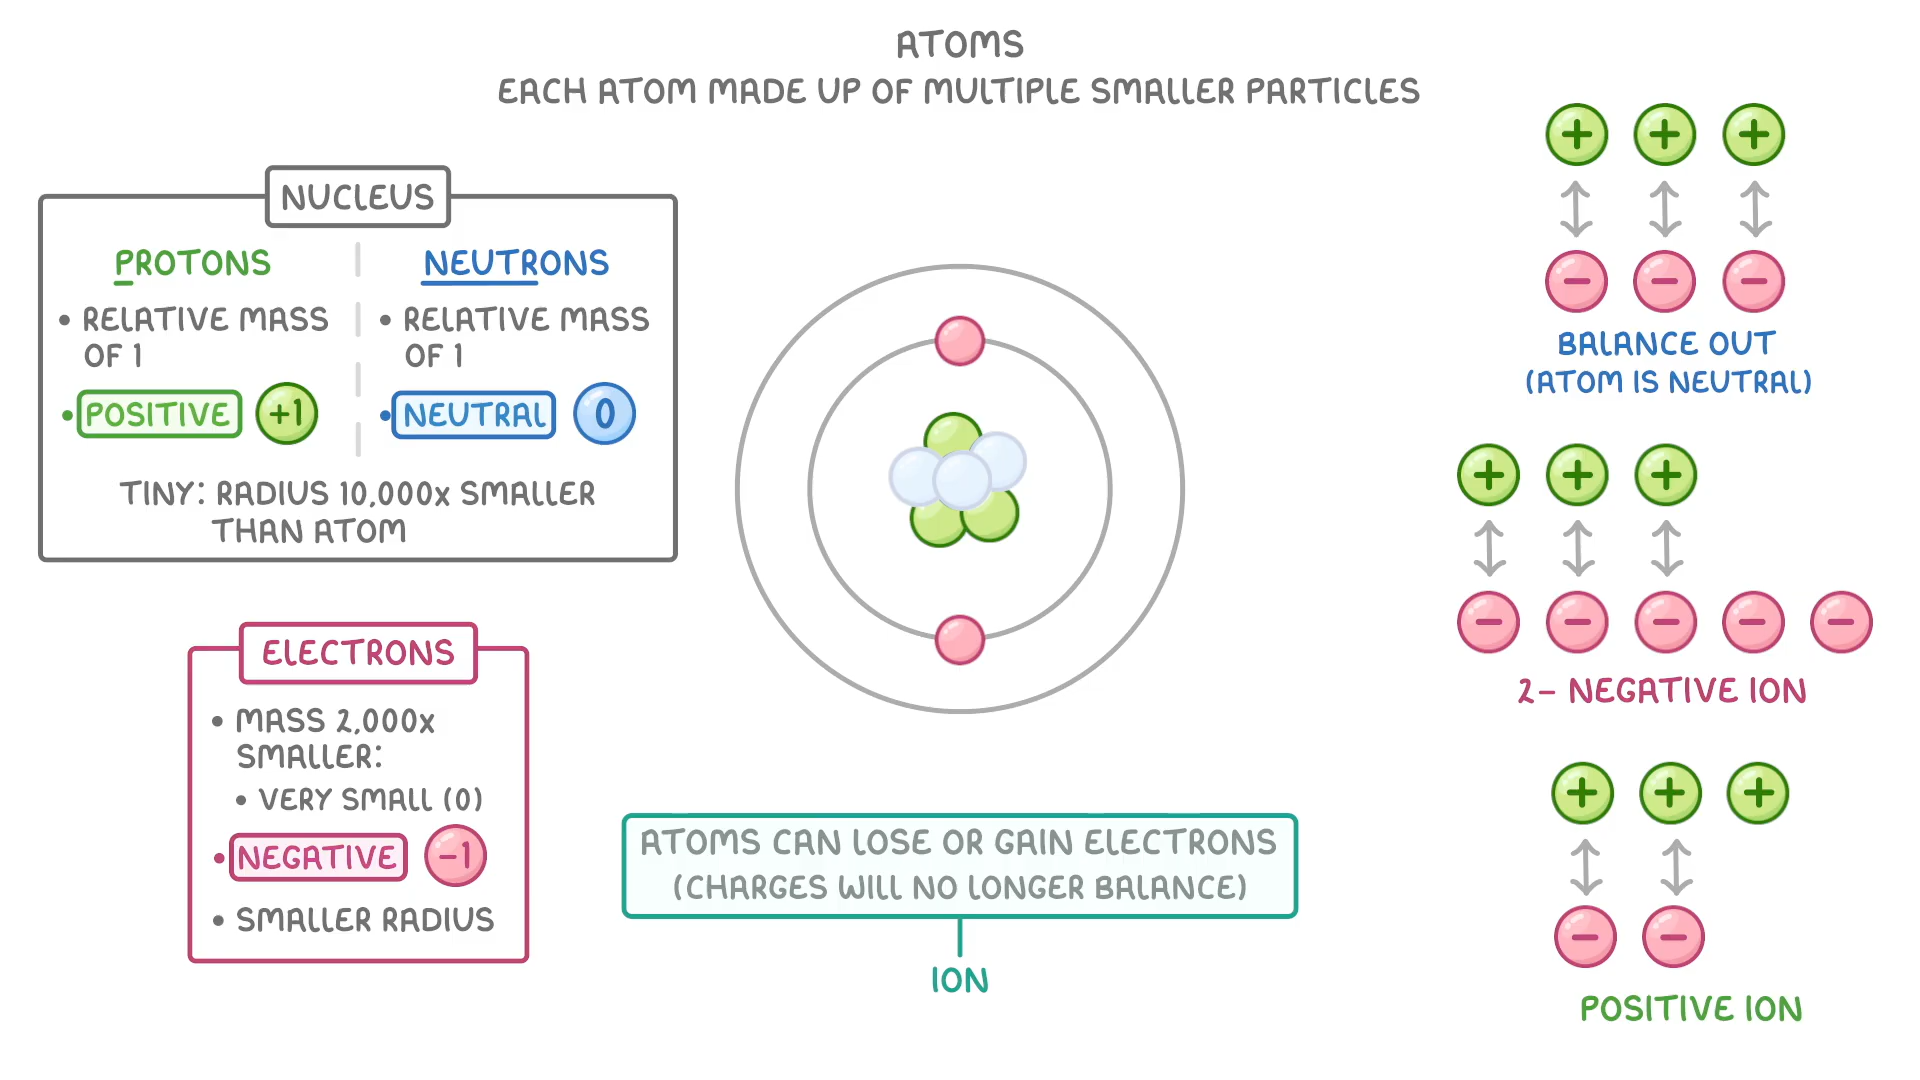 ATOMS
EACH ATOM MADE UP OF MULTIPLE SMALLER PARTICLES
NUCLEUS
PROTONS
• RELATIVE MASS
OF 1
• POSITIVE +1
NEUTRONS
• RELATIVE MASS
OF 1
• NEUTRAL 0
TINY: RADIUS 10,000x SMALLER
THAN ATOM
ELECTRONS
• MASS 2,000x
SMALLER:
• VERY SMALL (0)
• NEGATIVE −1
• SMALLER RADIUS
ATOMS CAN LOSE OR GAIN ELECTRONS
(CHARGES WILL NO LONGER BALANCE)
ION
+ + +
− − −
BALANCE OUT
(ATOM IS NEUTRAL)
+ + +
− − − − −
2− NEGATIVE ION
+ + +
− −
POSITIVE ION